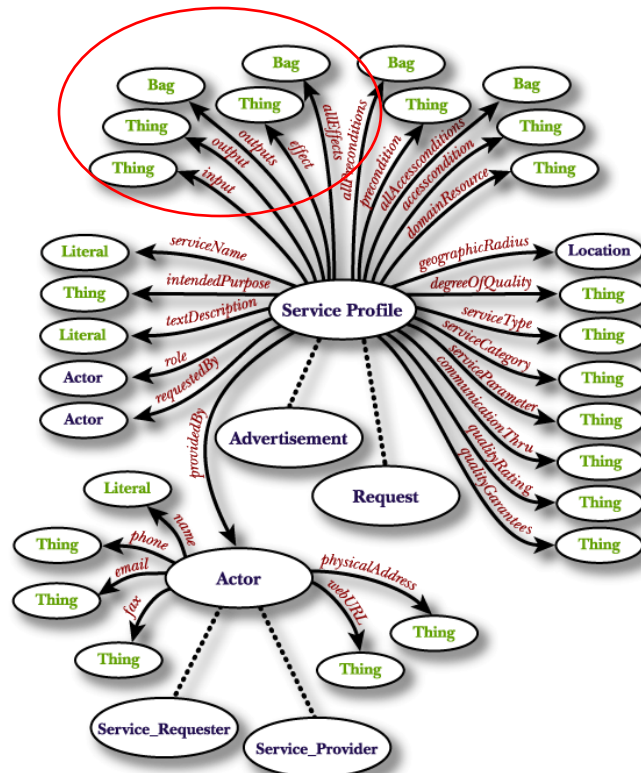 Bag
Bag
Bag
Bag
Thing
Thing
Thing
Thing
Thing
Thing
outputs
output
input
effect
allEffects
allPreconditions
precondition
allAccessconditions
accesscondition
domainResource
Literal
serviceName
Thing
intendedPurpose
Literal
textDescription
Actor
role
Actor
requestedBy
Service Profile
geographicRadius
Location
degreeOfQuality
Thing
serviceType
Thing
serviceCategory
Thing
serviceParameter
Thing
communicationThru
Thing
qualityRating
Thing
qualityGarantees
Thing
providedBy
Advertisement
Request
Literal
name
Thing
phone
Thing
email
Thing
fax
Actor
physicalAddress
Thing
webURL
Thing
Service_Requester
Service_Provider